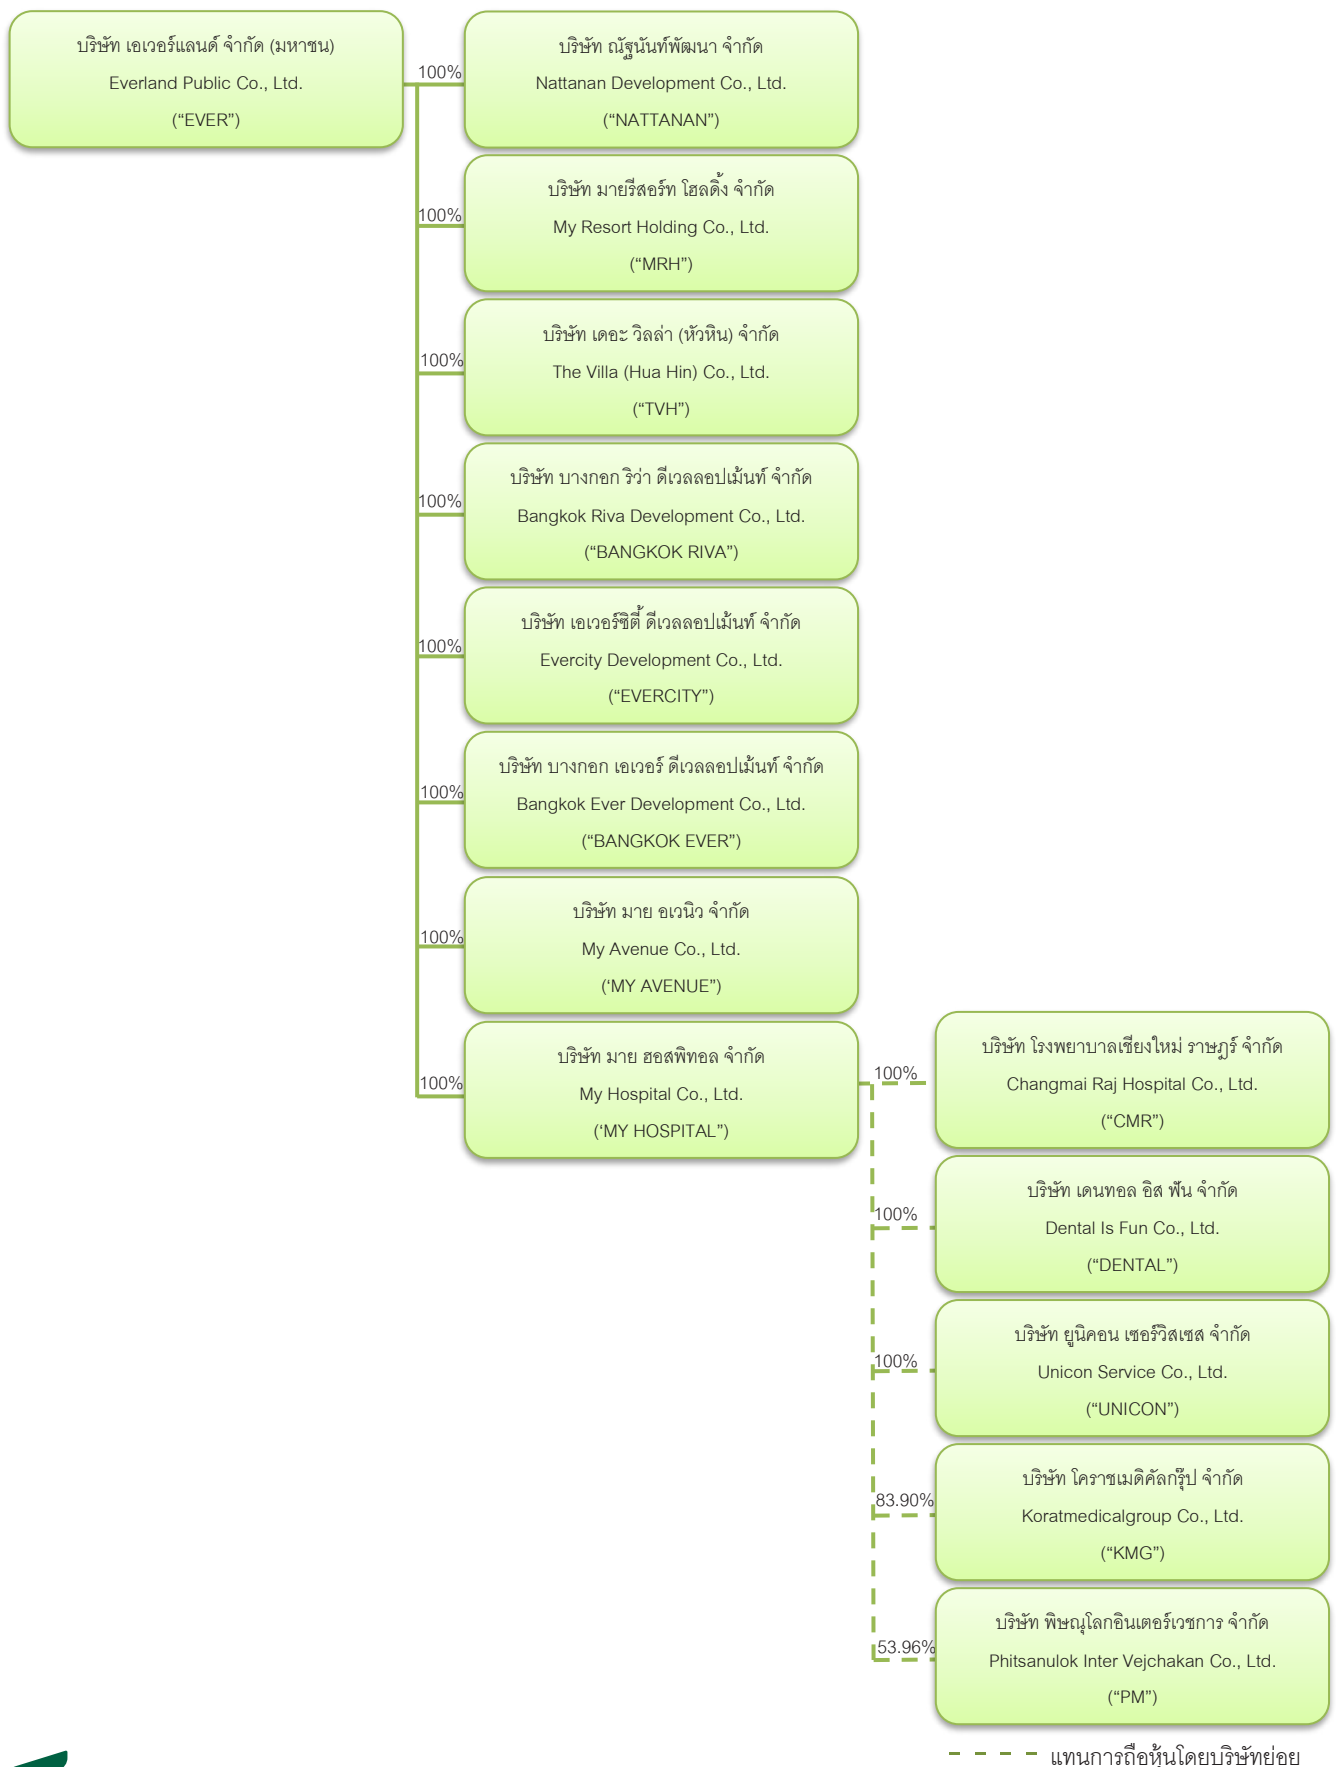 บริษัท เอเวอร์แลนด์ จำกัด (มหาชน)
Everland Public Co., Ltd.
(“EVER”)
100%
บริษัท ณัฐนันท์พัฒนา จำกัด
Nattanan Development Co., Ltd.
(“NATTANAN”)
100%
บริษัท มายรีสอร์ท โฮลดิ้ง จำกัด
My Resort Holding Co., Ltd.
(“MRH”)
100%
บริษัท เดอะ วิลล่า (หัวหิน) จำกัด
The Villa (Hua Hin) Co., Ltd.
(“TVH”)
100%
บริษัท บางกอก ริว่า ดีเวลลอปเม้นท์ จำกัด
Bangkok Riva Development Co., Ltd.
(“BANGKOK RIVA”)
100%
บริษัท เอเวอร์ซิตี้ ดีเวลลอปเม้นท์ จำกัด
Evercity Development Co., Ltd.
(“EVERCITY”)
100%
บริษัท บางกอก เอเวอร์ ดีเวลลอปเม้นท์ จำกัด
Bangkok Ever Development Co., Ltd.
(“BANGKOK EVER”)
100%
บริษัท มาย อเวนิว จำกัด
My Avenue Co., Ltd.
(‘MY AVENUE”)
100%
บริษัท มาย ฮอสพิทอล จำกัด
My Hospital Co., Ltd.
(‘MY HOSPITAL”)
100%
บริษัท โรงพยาบาลเชียงใหม่ ราษฎร์ จำกัด
Changmai Raj Hospital Co., Ltd.
(“CMR”)
100%
บริษัท เดนทอล อิส ฟัน จำกัด
Dental Is Fun Co., Ltd.
(“DENTAL”)
100%
บริษัท ยูนิคอน เซอร์วิสเซส จำกัด
Unicon Service Co., Ltd.
(“UNICON”)
83.90%
บริษัท โคราชเมดิคัลกรุ๊ป จำกัด
Koratmedicalgroup Co., Ltd.
(“KMG”)
53.96%
บริษัท พิษณุโลกอินเตอร์เวชการ จำกัด
Phitsanulok Inter Vejchakan Co., Ltd.
(“PM”)
แทนการถือหุ้นโดยบริษัทย่อย